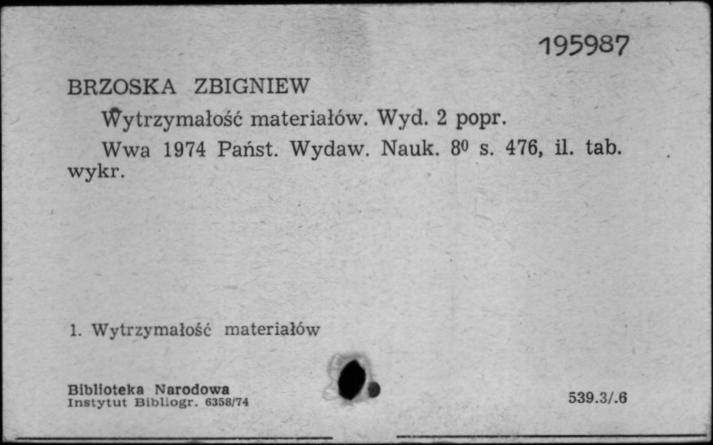 195987
BRZOSKA ZBIGNIEW
Wytrzymałość materiałów. Wyd. 2 popr.
Wwa 1974 Państ. Wydaw. Nauk. 8⁰ s. 476, il. tab.
wykr.
1. Wytrzymałość materiałów
Biblioteka Narodowa
Instytut Bibliogr. 6358/74
539.3/.6